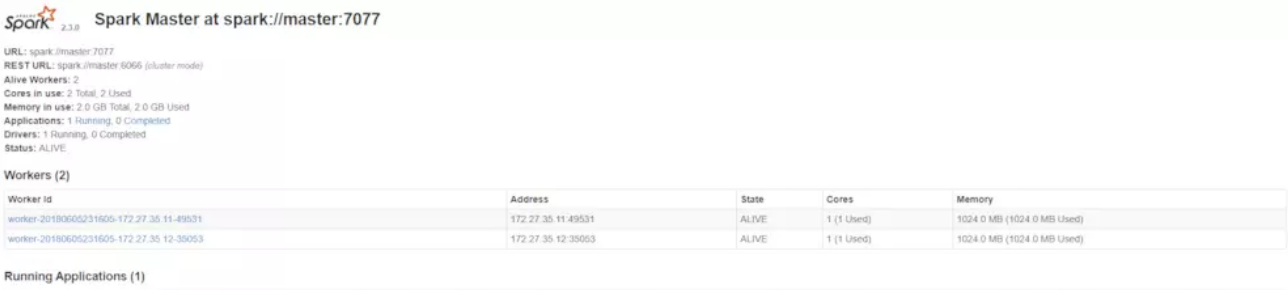 APACHE
Spark 2.3.0 Spark Master at spark://master:7077
URL: spark://master:7077
REST URL: spark://master:6066 (cluster mode)
Alive Workers: 2
Cores in use: 2 Total, 2 Used
Memory in use: 2.0 GB Total, 2.0 GB Used
Applications: 1 Running, 0 Completed
Drivers: 1 Running, 0 Completed
Status: ALIVE
Workers (2)
Worker Id Address State Cores Memory
worker-20180605231605-172.27.35.11-49531 172.27.35.11:49531 ALIVE 1 (1 Used) 1024.0 MB (1024.0 MB Used)
worker-20180605231605-172.27.35.12-35053 172.27.35.12:35053 ALIVE 1 (1 Used) 1024.0 MB (1024.0 MB Used)
Running Applications (1)